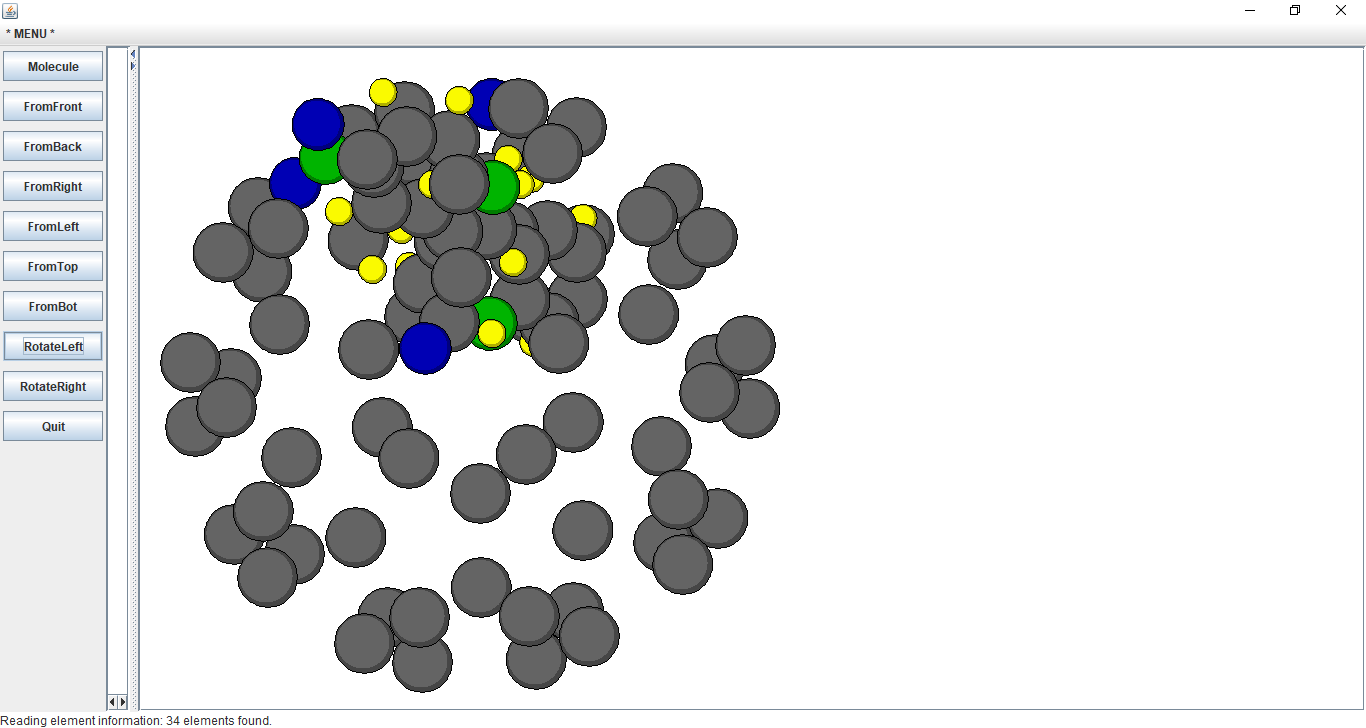 * MENU *
Molecule
FromFront
FromBack
FromRight
FromLeft
FromTop
FromBot
RotateLeft
RotateRight
Quit
Reading element information: 34 elements found.